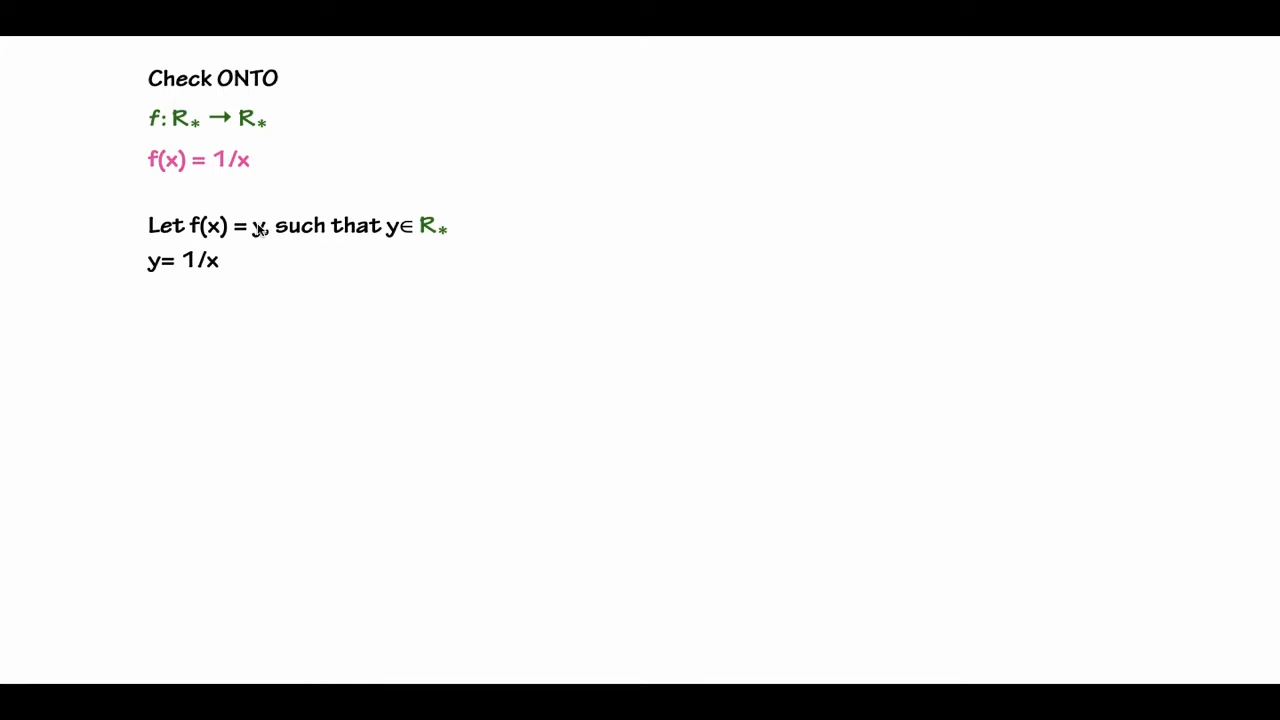 Check ONTO
f: R* → R*
f(x) = 1/x
Let f(x) = y, such that y∈ R*
y= 1/x